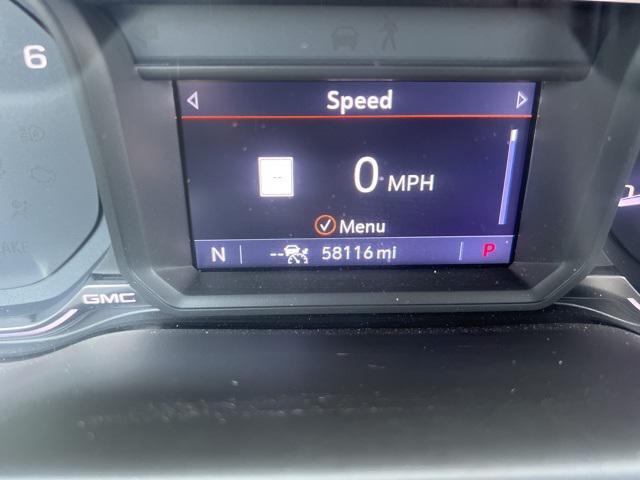 6
Speed
--
0 MPH
Menu
N -- 58116 mi P
GMC